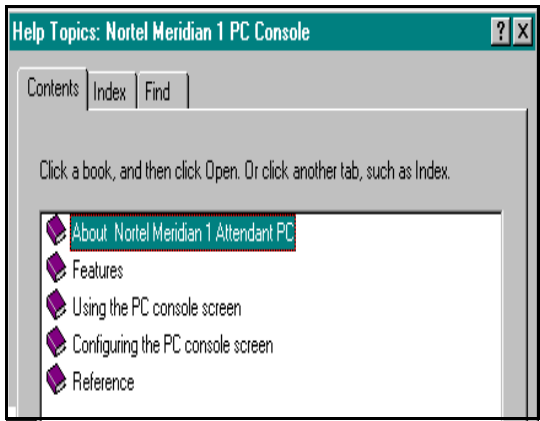 Help Topics: Nortel Meridian 1 PC Console
Contents Index Find
Click a book, and then click Open. Or click another tab, such as Index.
About Nortel Meridian 1 Attendant PC
Features
Using the PC console screen
Configuring the PC console screen
Reference